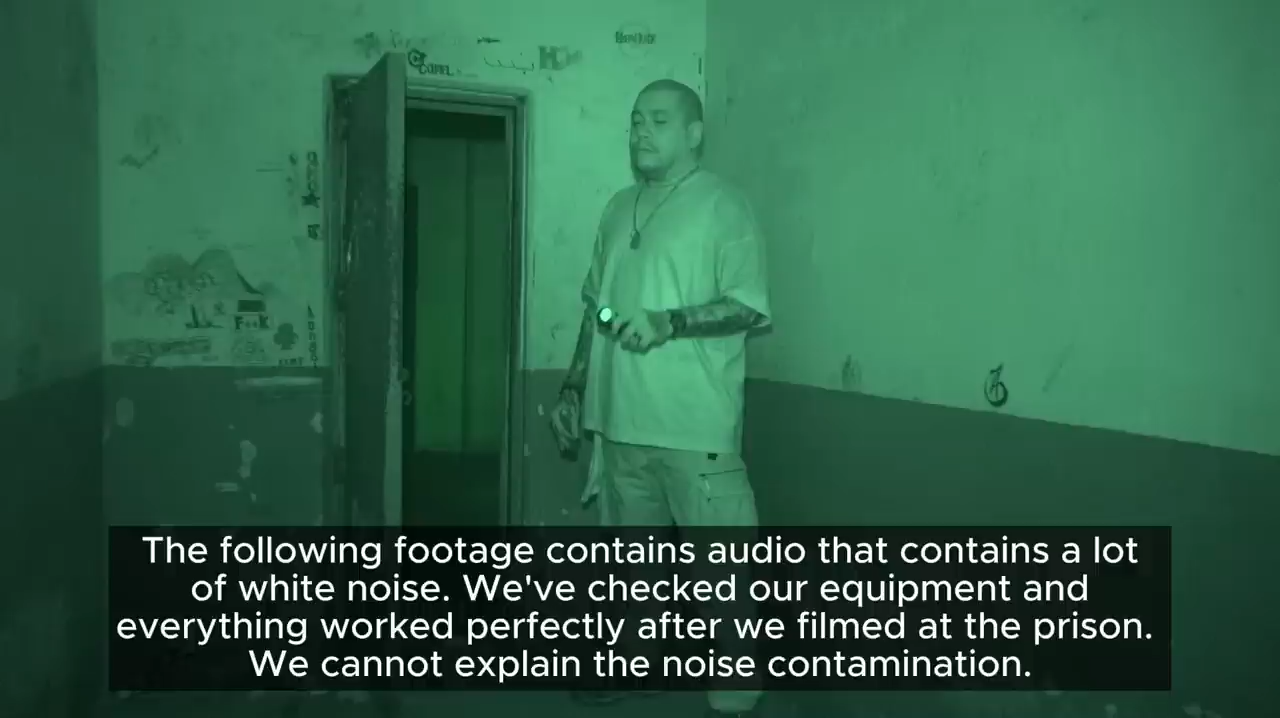 CAMEL
F**K
The following footage contains audio that contains a lot
of white noise. We've checked our equipment and
everything worked perfectly after we filmed at the prison.
We cannot explain the noise contamination.